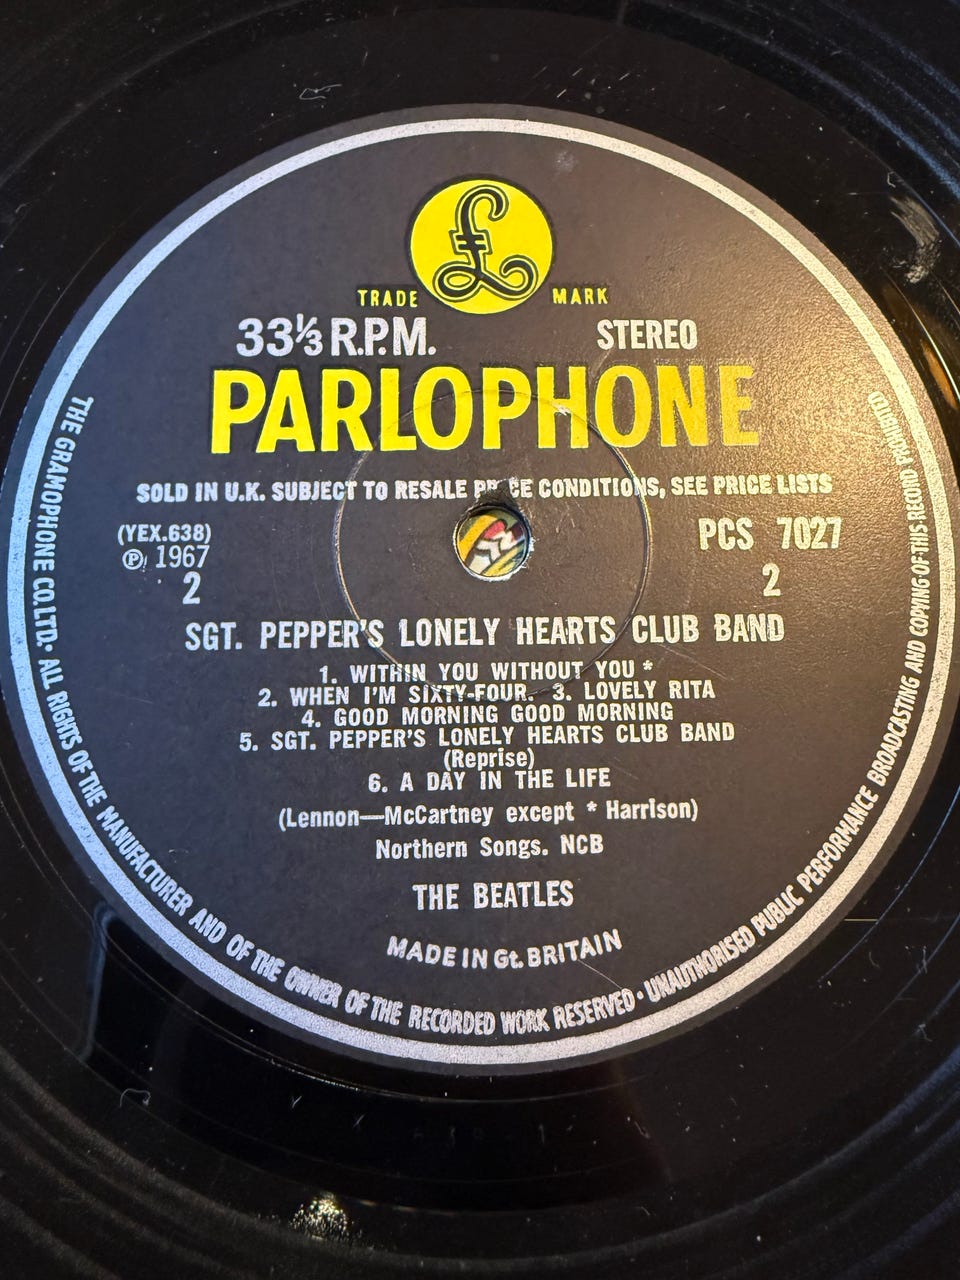 £
TRADE MARK
33⅓ R.P.M. STEREO
PARLOPHONE
SOLD IN U.K. SUBJECT TO RESALE PRICE CONDITIONS, SEE PRICE LISTS
(YEX.638) PCS 7027
℗ 1967
2 2
SGT. PEPPER'S LONELY HEARTS CLUB BAND
1. WITHIN YOU WITHOUT YOU *
2. WHEN I'M SIXTY-FOUR. 3. LOVELY RITA
4. GOOD MORNING GOOD MORNING
5. SGT. PEPPER'S LONELY HEARTS CLUB BAND
(Reprise)
6. A DAY IN THE LIFE
(Lennon—McCartney except * Harrison)
Northern Songs. NCB
THE BEATLES
MADE IN Gt. BRITAIN
THE GRAMOPHONE CO. LTD. • ALL RIGHTS OF THE MANUFACTURER AND OF THE OWNER OF THE RECORDED WORK RESERVED • UNAUTHORISED PUBLIC PERFORMANCE BROADCASTING AND COPYING OF THIS RECORD PROHIBITED